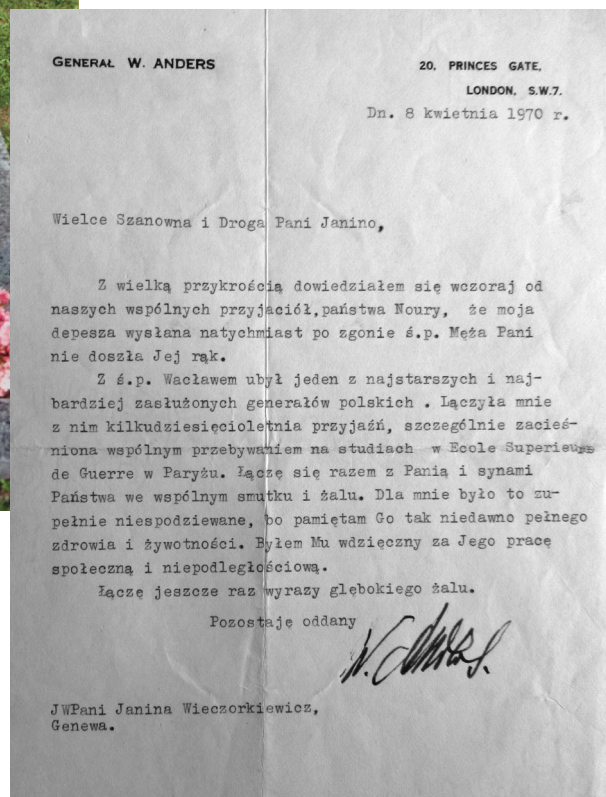 GENERAŁ W. ANDERS
20, PRINCES GATE,
LONDON, S.W.7.
Dn. 8 kwietnia 1970 r.
Wielce Szanowna i Droga Pani Janino,
Z wielką przykrością dowiedziałem się wczoraj od
naszych wspólnych przyjaciół,państwa Noury, że moja
depesza wysłana natychmiast po zgonie ś.p. Męża Pani
nie doszła Jej rąk.
Z ś.p. Wacławem ubył jeden z najstarszych i naj-
bardziej zasłużonych generałów polskich . Łączyła mnie
z nim kilkudziesięcioletnia przyjaźń, szczególnie zacieś-
niona wspólnym przebywaniem na studiach w Ecole Superieure
de Guerre w Paryżu. Łączę się razem z Panią i synami
Państwa we wspólnym smutku i żalu. Dla mnie było to zu-
pełnie niespodziewane, bo pamiętam Go tak niedawno pełnego
zdrowia i żywotności. Byłem Mu wdzięczny za Jego pracę
społeczną i niepodległościową.
Łączę jeszcze raz wyrazy głębokiego żalu.
Pozostaję oddany
W. Anders.
JWPani Janina Wieczorkiewicz,
Genewa.